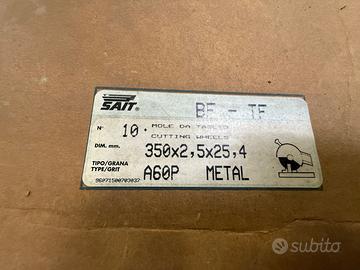 SAIT
BF - TF
N° 10.
MOLE DA TAGLIO
CUTTING WHEELS
DIM. mm. 350x2,5x25,4
TIPO/GRANA
TYPE/GRIT
A60P METAL
subito